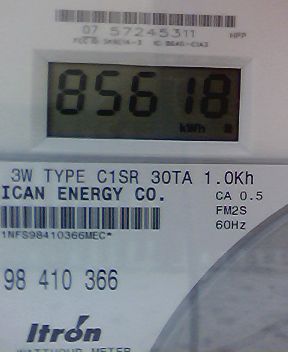 07 57245311
HPP
85618
kWh
3W TYPE C1SR 30TA 1.0Kh
ICAN ENERGY CO.
CA 0.5
FM2S
60Hz
1NFS98410366MEC*
98 410 366
Itron
WATTHOUR METER